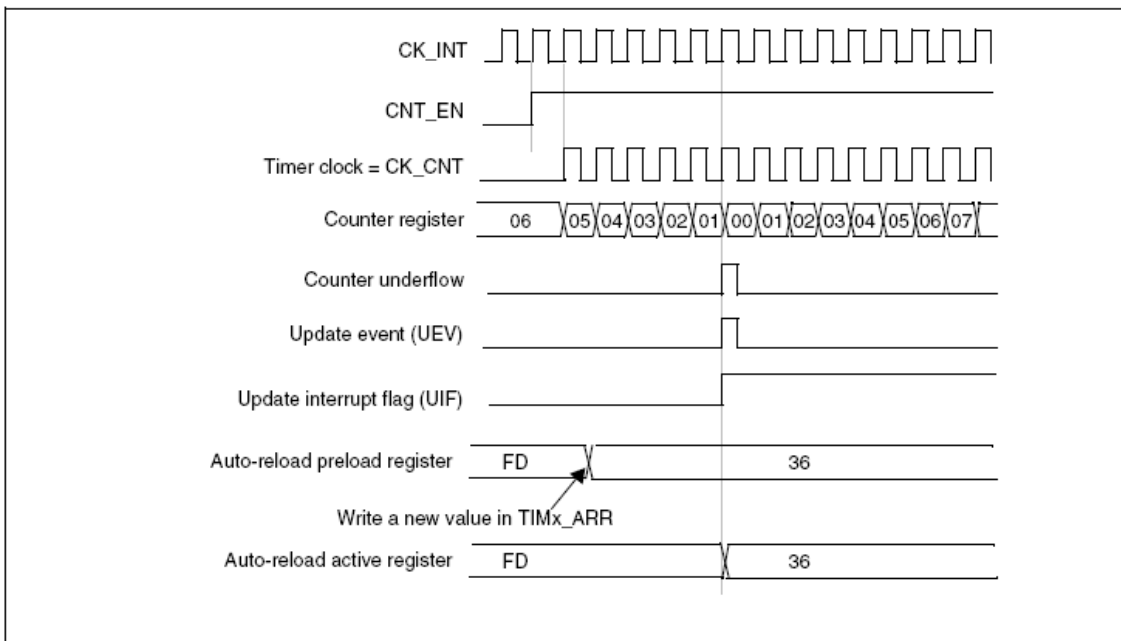 CK_INT
CNT_EN
Timer clock = CK_CNT
Counter register 06 05 04 03 02 01 00 01 02 03 04 05 06 07
Counter underflow
Update event (UEV)
Update interrupt flag (UIF)
Auto-reload preload register FD 36
Write a new value in TIMx_ARR
Auto-reload active register FD 36